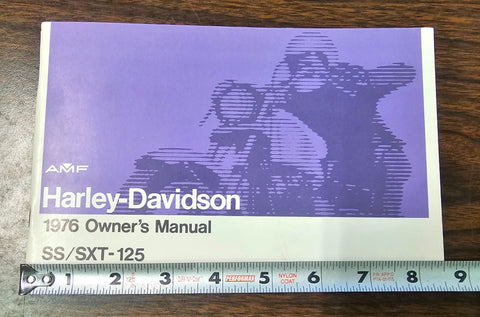 AMF
Harley-Davidson
1976 Owner's Manual
SS/SXT-125
1 2 3 4 5 6 7 8 9
PERFORMANCE
NYLON
COAT